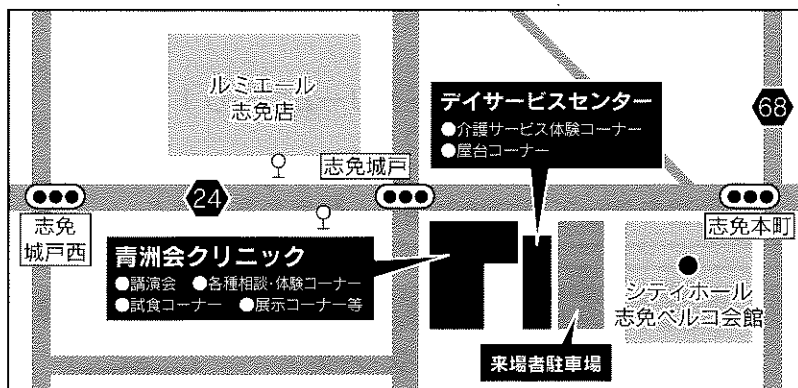 ルミエール
志免店
デイサービスセンター
●介護サービス体験コーナー
●屋台コーナー
68
志免城戸
24
志免
城戸西
志免本町
青洲会クリニック
●講演会 ●各種相談・体験コーナー
●試食コーナー ●展示コーナー等
シティホール
志免ベルコ会館
来場者駐車場